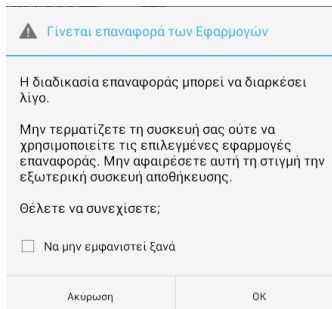 Γίνεται επαναφορά των Εφαρμογών
Η διαδικασία επαναφοράς μπορεί να διαρκέσει
λίγο.
Μην τερματίζετε τη συσκευή σας ούτε να
χρησιμοποιείτε τις επιλεγμένες εφαρμογές
επαναφοράς. Μην αφαιρέσετε αυτή τη στιγμή την
εξωτερική συσκευή αποθήκευσης.
Θέλετε να συνεχίσετε;
Να μην εμφανιστεί ξανά
Ακύρωση
OK